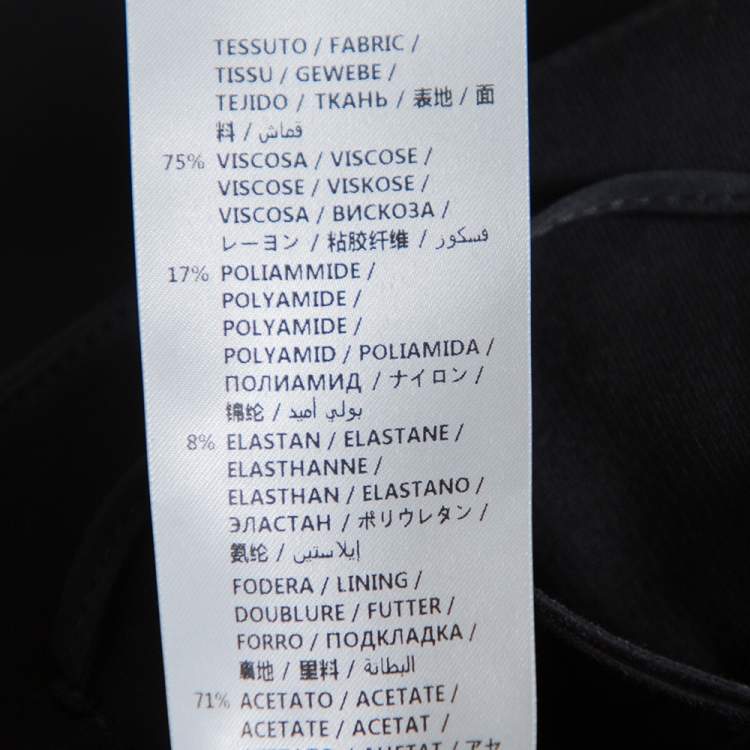 TESSUTO / FABRIC /
TISSU / GEWEBE /
TEJIDO / ТКАНЬ / 表地 / 面
料 / قماش
75% VISCOSA / VISCOSE /
VISCOSE / VISKOSE /
VISCOSA / ВИСКОЗА /
レーヨン / 粘胶纤维 / فسكوز
17% POLIAMMIDE /
POLYAMIDE /
POLYAMIDE /
POLYAMID / POLIAMIDA /
ПОЛИАМИД / ナイロン /
锦纶 / بولي أميد
8% ELASTAN / ELASTANE /
ELASTHANNE /
ELASTHAN / ELASTANO /
ЭЛАСТАН / ポリウレタン /
氨纶 / إيلاستين
FODERA / LINING /
DOUBLURE / FUTTER /
FORRO / ПОДКЛАДКА /
裏地 / 里料 / البطانة
71% ACETATO / ACETATE /
ACETATE / ACETAT /
/ アセ